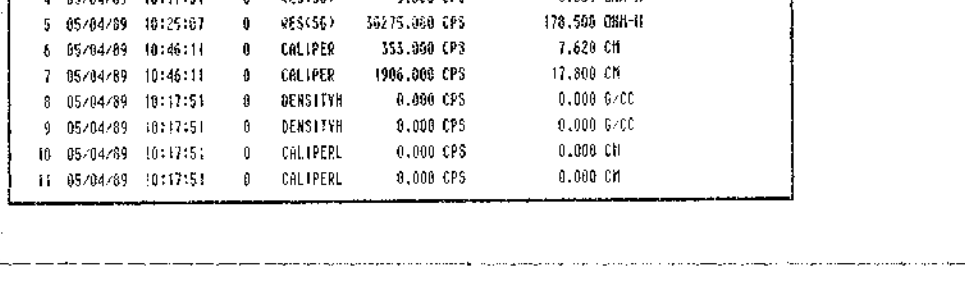 5 05/04/89 10:25:07 0 RES(SG) 36275.000 CPS 178.500 OHM-M
6 05/04/89 10:46:11 0 CALIPER 353.000 CPS 7.620 CM
7 05/04/89 10:46:11 0 CALIPER 1906.000 CPS 17.800 CM
8 05/04/89 10:17:51 0 DENSITYH 0.000 CPS 0.000 G/CC
9 05/04/89 10:17:51 0 DENSITYH 0.000 CPS 0.000 G/CC
10 05/04/89 10:17:51 0 CALIPERL 0.000 CPS 0.000 CM
11 05/04/89 10:17:51 0 CALIPERL 0.000 CPS 0.000 CM